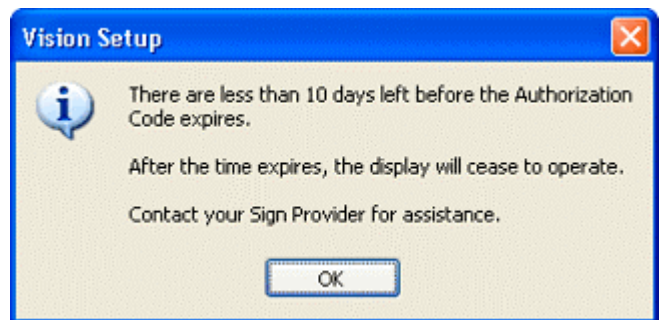 Vision Setup
There are less than 10 days left before the Authorization
Code expires.
After the time expires, the display will cease to operate.
Contact your Sign Provider for assistance.
OK